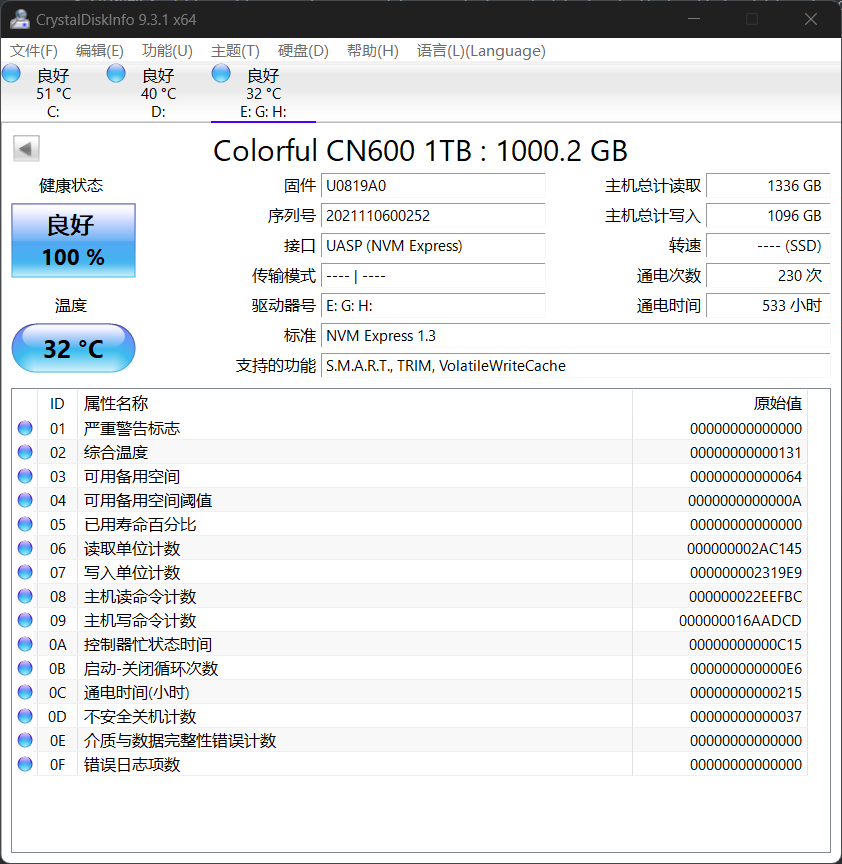 CrystalDiskInfo 9.3.1 x64
文件(F) 编辑(E) 功能(U) 主题(T) 硬盘(D) 帮助(H) 语言(L)(Language)
良好 良好 良好
51 °C 40 °C 32 °C
C: D: E: G: H:
Colorful CN600 1TB : 1000.2 GB
健康状态 固件 U0819A0 主机总计读取 1336 GB
良好 序列号 2021110600252 主机总计写入 1096 GB
100 % 接口 UASP (NVM Express) 转速 ---- (SSD)
传输模式 ---- | ---- 通电次数 230 次
温度 驱动器号 E: G: H: 通电时间 533 小时
32 °C 标准 NVM Express 1.3
支持的功能 S.M.A.R.T., TRIM, VolatileWriteCache
ID 属性名称 原始值
01 严重警告标志 00000000000000
02 综合温度 00000000000131
03 可用备用空间 00000000000064
04 可用备用空间阈值 0000000000000A
05 已用寿命百分比 00000000000000
06 读取单位计数 000000002AC145
07 写入单位计数 000000002319E9
08 主机读命令计数 000000022EEFBC
09 主机写命令计数 000000016AADCD
0A 控制器忙状态时间 00000000000C15
0B 启动-关闭循环次数 000000000000E6
0C 通电时间(小时) 00000000000215
0D 不安全关机计数 00000000000037
0E 介质与数据完整性错误计数 00000000000000
0F 错误日志项数 00000000000000